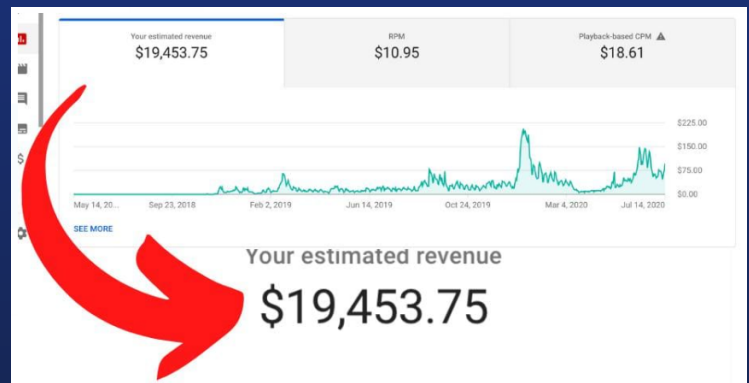 Your estimated revenue
$19,453.75
RPM
$10.95
Playback-based CPM
$18.61
$225.00
$150.00
$75.00
$0.00
May 14, 20... Sep 23, 2018 Feb 2, 2019 Jun 14, 2019 Oct 24, 2019 Mar 4, 2020 Jul 14, 2020
SEE MORE
Your estimated revenue
$19,453.75